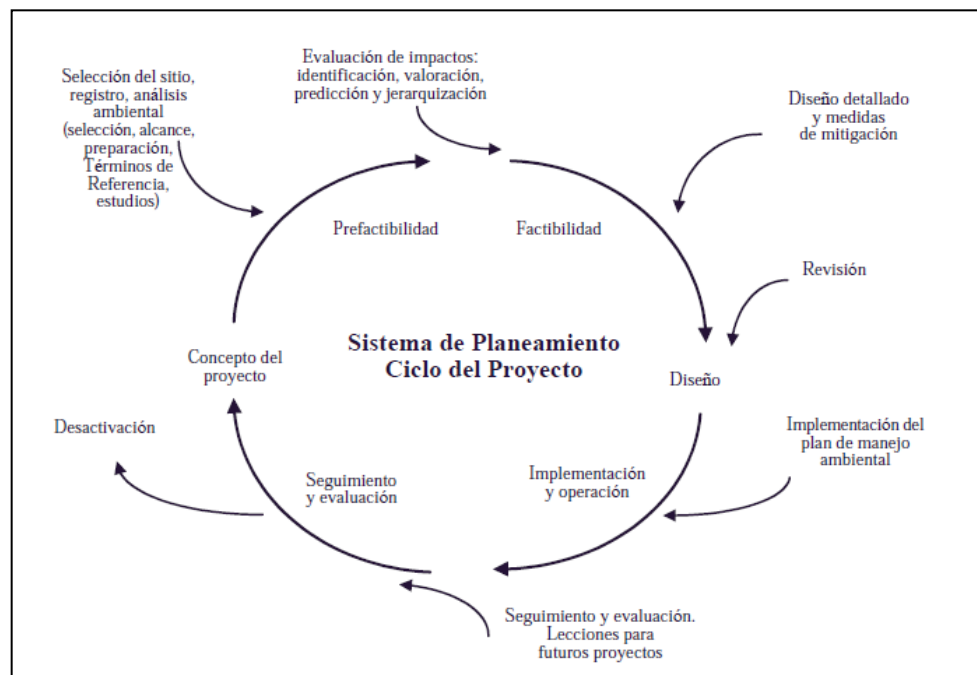 Selección del sitio,
registro, análisis
ambiental
(selección, alcance,
preparación,
Términos de
Referencia,
estudios)
Evaluación de impactos:
identificación, valoración,
predicción y jerarquización
Diseño detallado
y medidas
de mitigación
Prefactibilidad
Factibilidad
Revisión
Sistema de Planeamiento
Ciclo del Proyecto
Concepto del
proyecto
Diseño
Desactivación
Implementación del
plan de manejo
ambiental
Seguimiento
y evaluación
Implementación
y operación
Seguimiento y evaluación.
Lecciones para
futuros proyectos